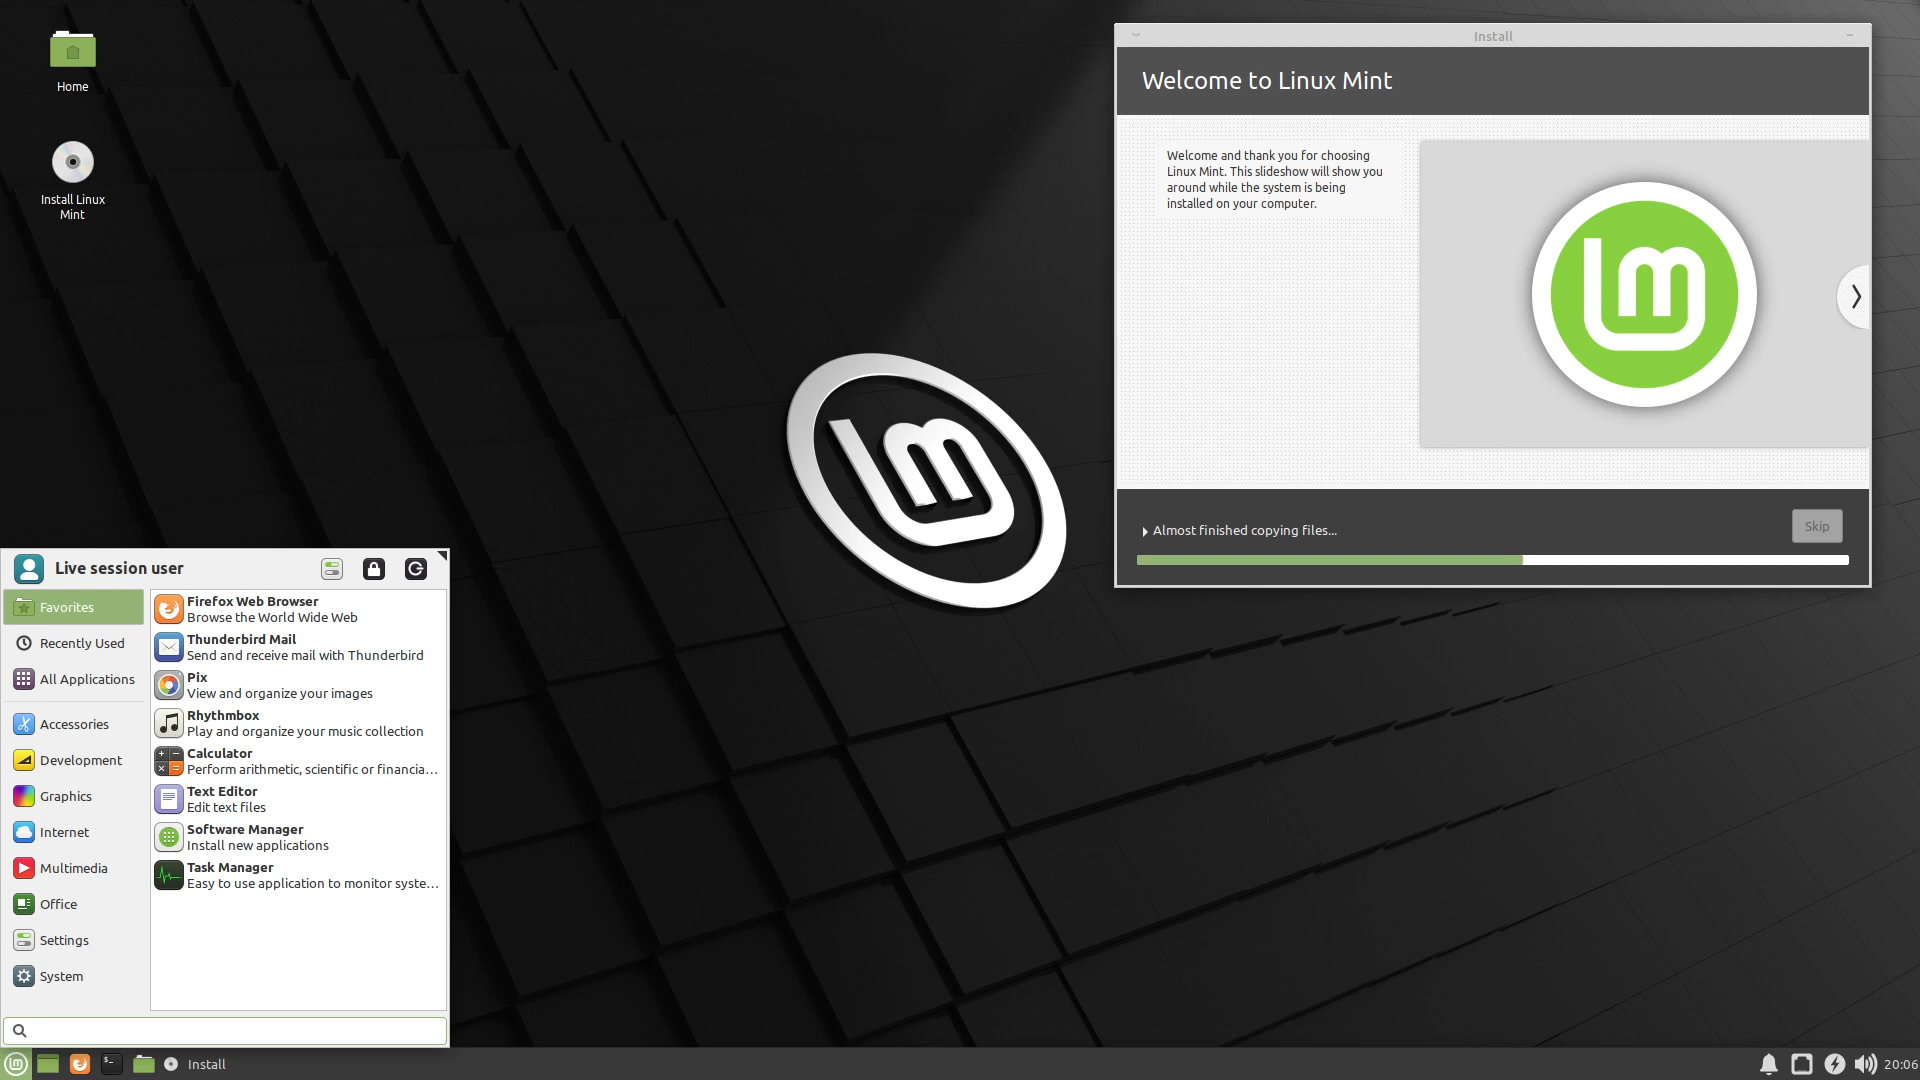 Home
Install Linux
Mint
Install
Welcome to Linux Mint
Welcome and thank you for choosing
Linux Mint. This slideshow will show you
around while the system is being
installed on your computer.
Almost finished copying files...
Skip
Live session user
Favorites
Recently Used
All Applications
Accessories
Development
Graphics
Internet
Multimedia
Office
Settings
System
Firefox Web Browser
Browse the World Wide Web
Thunderbird Mail
Send and receive mail with Thunderbird
Pix
View and organize your images
Rhythmbox
Play and organize your music collection
Calculator
Perform arithmetic, scientific or financia...
Text Editor
Edit text files
Software Manager
Install new applications
Task Manager
Easy to use application to monitor syste...
Install
20:06